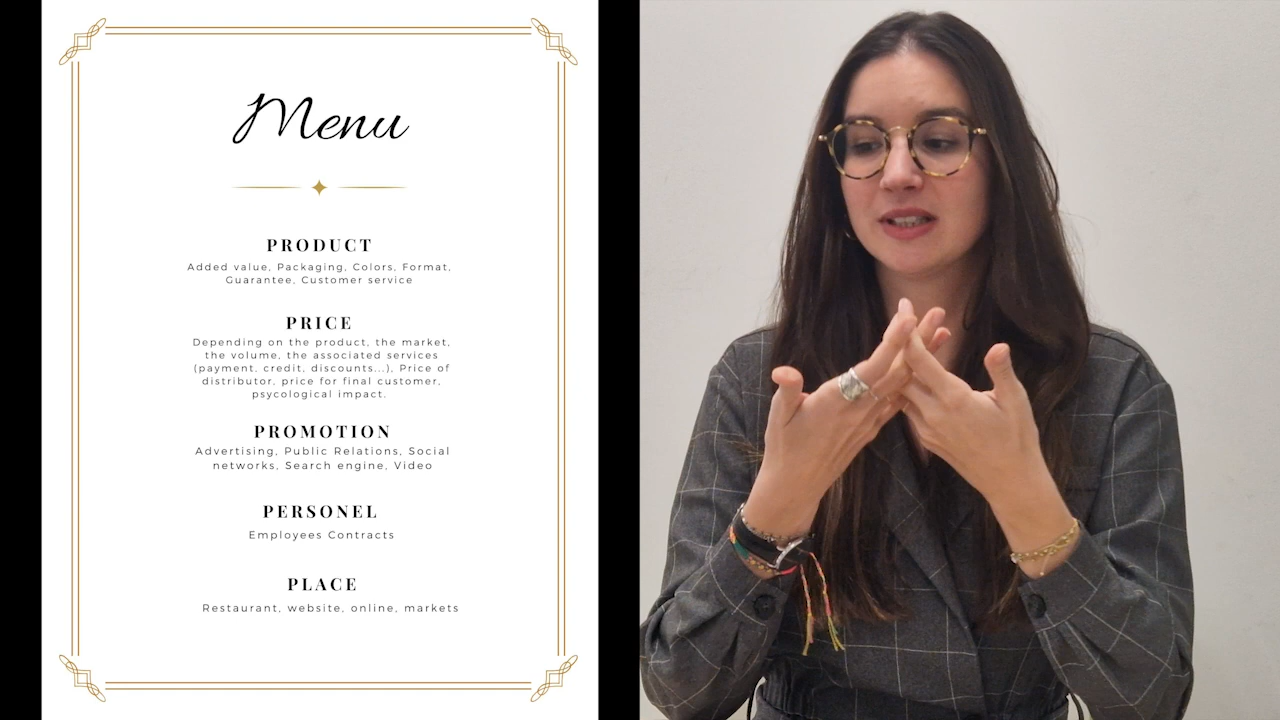 Menu
PRODUCT
Added value, Packaging, Colors, Format,
Guarantee, Customer service
PRICE
Depending on the product, the market,
the volume, the associated services
(payment, credit, discounts...), Price of
distributor, price for final customer,
psycological impact.
PROMOTION
Advertising, Public Relations, Social
networks, Search engine, Video
PERSONEL
Employees Contracts
PLACE
Restaurant, website, online, markets